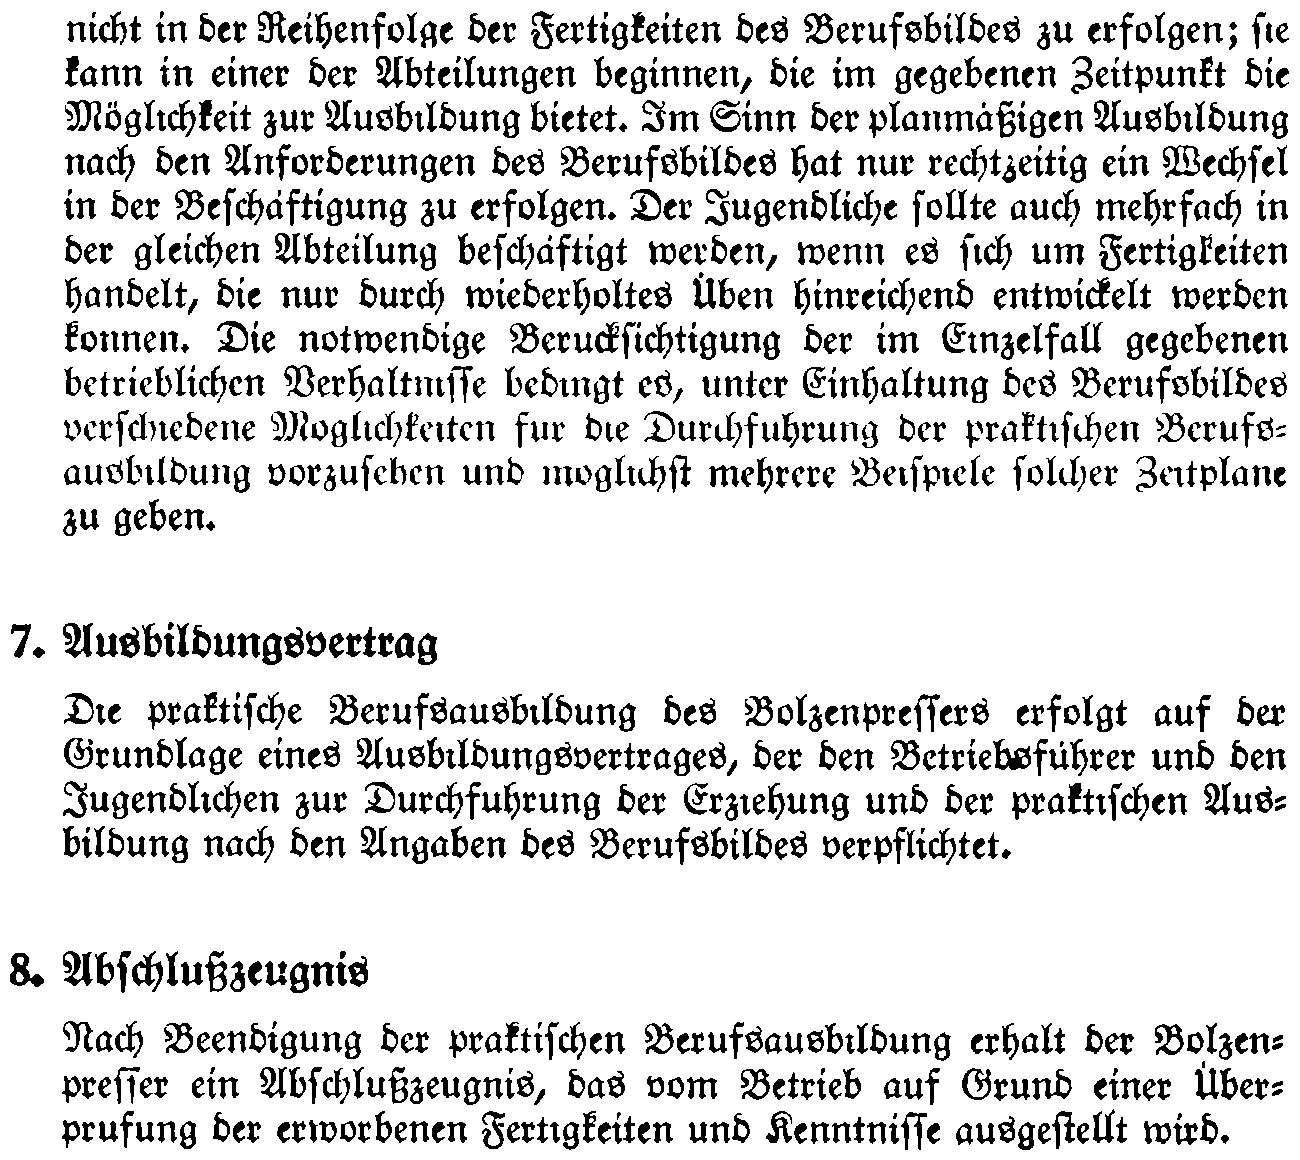 nicht in der Reihenfolge der Fertigkeiten des Berufsbildes zu erfolgen; sie
kann in einer der Abteilungen beginnen, die im gegebenen Zeitpunkt die
Möglichkeit zur Ausbildung bietet. Im Sinn der planmäßigen Ausbildung
nach den Anforderungen des Berufsbildes hat nur rechtzeitig ein Wechsel
in der Beschäftigung zu erfolgen. Der Jugendliche sollte auch mehrfach in
der gleichen Abteilung beschäftigt werden, wenn es sich um Fertigkeiten
handelt, die nur durch wiederholtes Üben hinreichend entwickelt werden
konnen. Die notwendige Berucksichtigung der im Einzelfall gegebenen
betrieblichen Verhaltnisse bedingt es, unter Einhaltung des Berufsbildes
verschiedene Moglichkeiten fur die Durchfuhrung der praktischen Berufs-
ausbildung vorzusehen und moglichst mehrere Beispiele solcher Zeitplane
zu geben.
7. Ausbildungsvertrag
Die praktische Berufsausbildung des Bolzenpressers erfolgt auf der
Grundlage eines Ausbildungsvertrages, der den Betriebsführer und den
Jugendlichen zur Durchfuhrung der Erziehung und der praktischen Aus-
bildung nach den Angaben des Berufsbildes verpflichtet.
8. Abschlußzeugnis
Nach Beendigung der praktischen Berufsausbildung erhalt der Bolzen-
presser ein Abschlußzeugnis, das vom Betrieb auf Grund einer Über-
prufung der erworbenen Fertigkeiten und Kenntnisse ausgestellt wird.